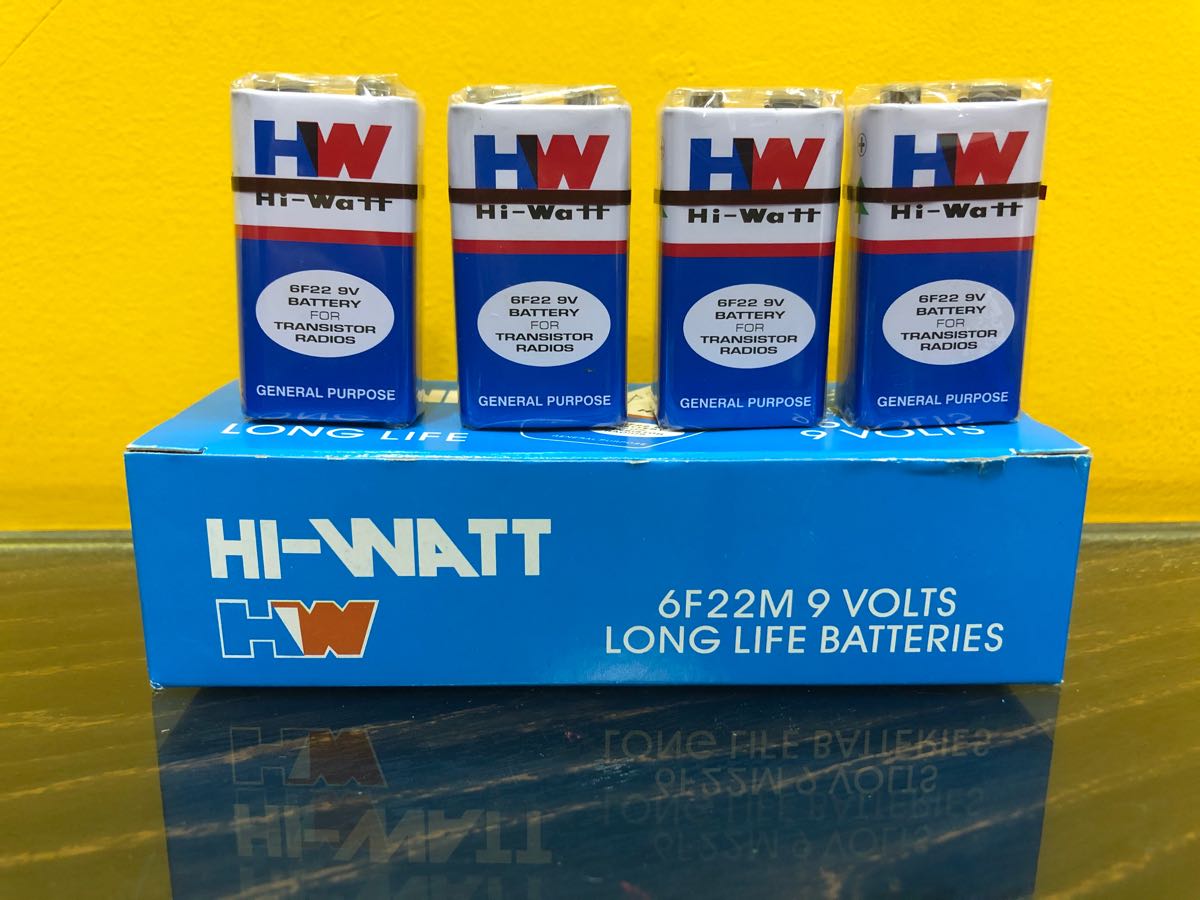 HW
Hi-Watt
6F22 9V
BATTERY
FOR
TRANSISTOR
RADIOS
GENERAL PURPOSE
HW
Hi-Watt
6F22 9V
BATTERY
FOR
TRANSISTOR
RADIOS
GENERAL PURPOSE
HW
Hi-Watt
6F22 9V
BATTERY
FOR
TRANSISTOR
RADIOS
GENERAL PURPOSE
HW
Hi-Watt
6F22 9V
BATTERY
FOR
TRANSISTOR
RADIOS
GENERAL PURPOSE
LONG LIFE
GENERAL PURPOSE
9 VOLTS
HI-WATT
HW
6F22M 9 VOLTS
LONG LIFE BATTERIES